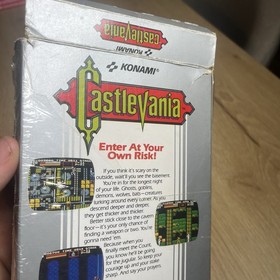 Castlevania
KONAMI
KONAMI®
Castlevania
Enter At Your
Own Risk!
If you think it's scary on the
outside, wait'll you see the basement.
You're in for the longest night
of your life. Ghosts, goblins,
demons, wolves, bats—creatures
lurking around every corner. As you
descend deeper and deeper,
they get thicker and thicker.
Better stick close to the cavern
floor—it's your only chance of
finding a weapon or two. You're
gonna need 'em.
Because when you
finally meet the Count,
you know he'll be going
for the jugular. So keep your
courage up and your stake
sharp. And say your prayers.